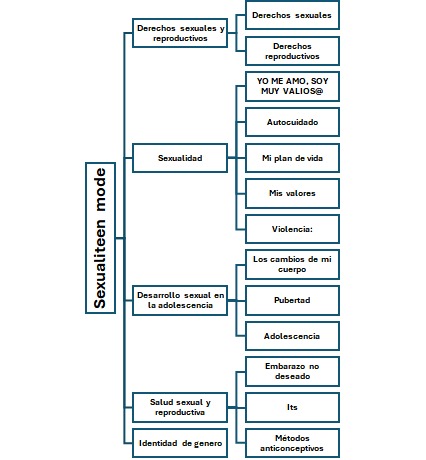 Sexualiteen mode
Derechos sexuales y
reproductivos
Derechos sexuales
Derechos
reproductivos
Sexualidad
YO ME AMO, SOY
MUY VALIOS@
Autocuidado
Mi plan de vida
Mis valores
Violencia:
Desarrollo sexual en
la adolescencia
Los cambios de mi
cuerpo
Pubertad
Adolescencia
Salud sexual y
reproductiva
Embarazo no
deseado
Its
Métodos
anticonceptivos
Identidad de genero